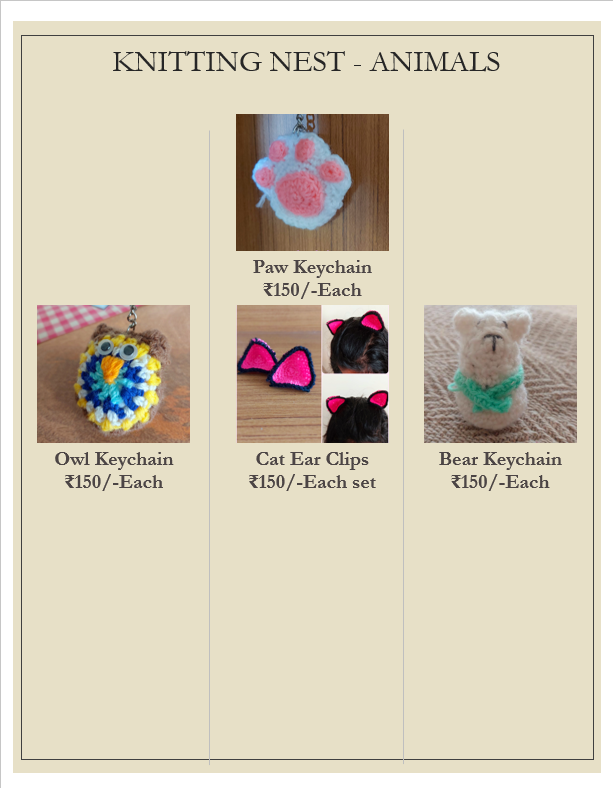 KNITTING NEST - ANIMALS
Paw Keychain
₹150/-Each
Owl Keychain
₹150/-Each
Cat Ear Clips
₹150/-Each set
Bear Keychain
₹150/-Each